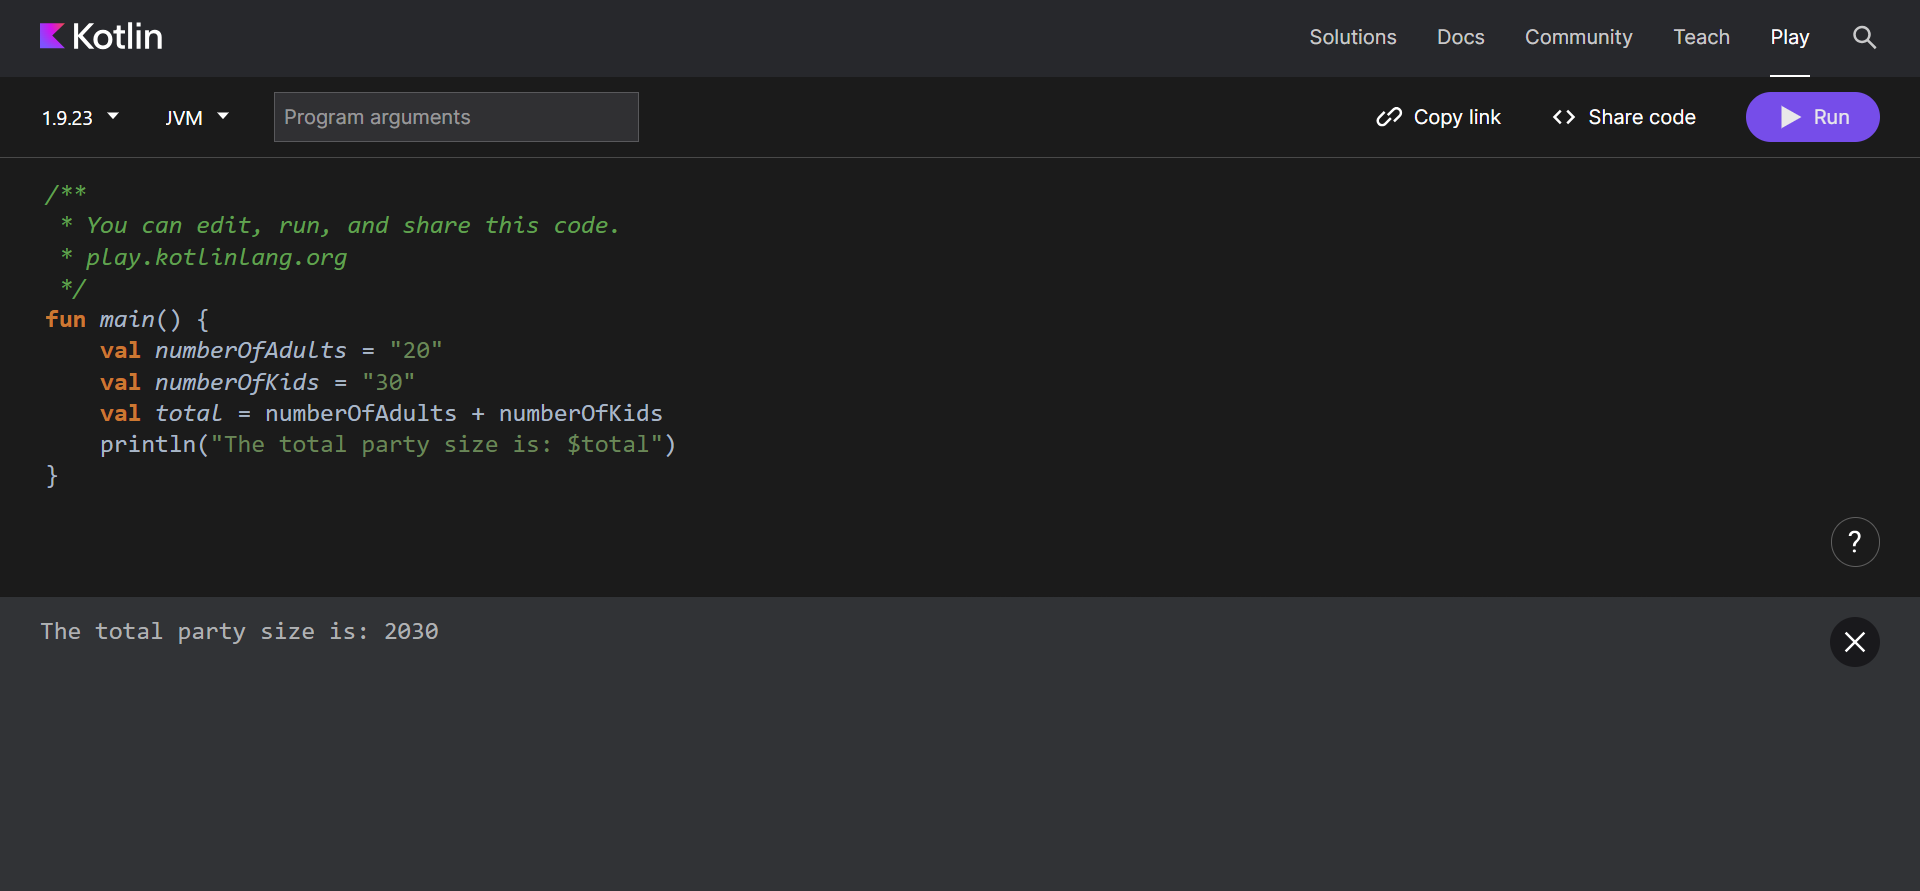 Kotlin
Solutions Docs Community Teach Play
1.9.23 JVM Program arguments Copy link <> Share code Run
/**
 * You can edit, run, and share this code.
 * play.kotlinlang.org
 */
fun main() {
    val numberOfAdults = "20"
    val numberOfKids = "30"
    val total = numberOfAdults + numberOfKids
    println("The total party size is: $total")
}
?
The total party size is: 2030